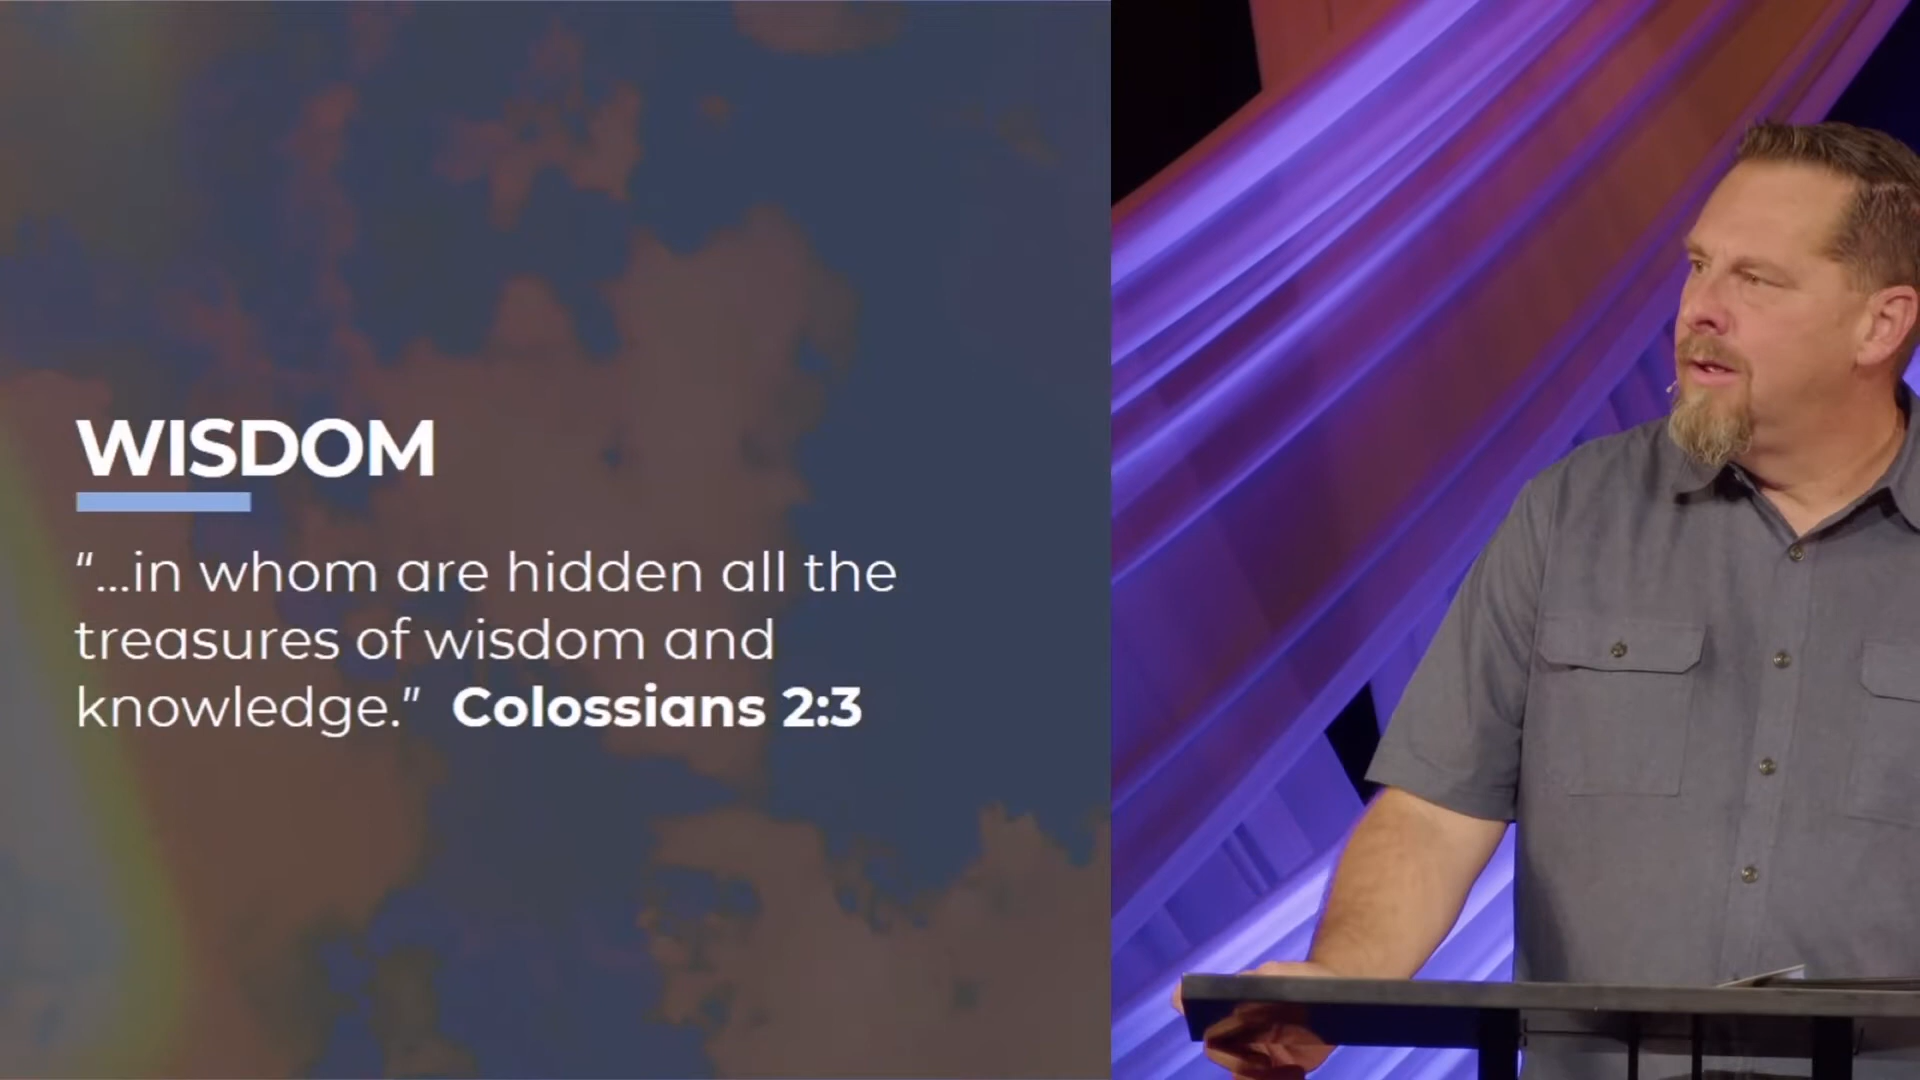 WISDOM
“...in whom are hidden all the
treasures of wisdom and
knowledge.” Colossians 2:3